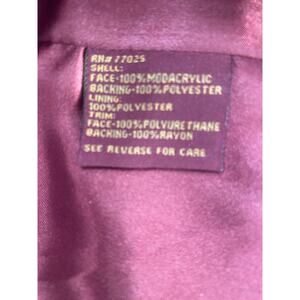 RN# 77025
SHELL:
FACE-100% MODACRYLIC
BACKING-100% POLYESTER
LINING:
100% POLYESTER
TRIM:
FACE-100% POLYURETHANE
BACKING-100% RAYON
SEE REVERSE FOR CARE